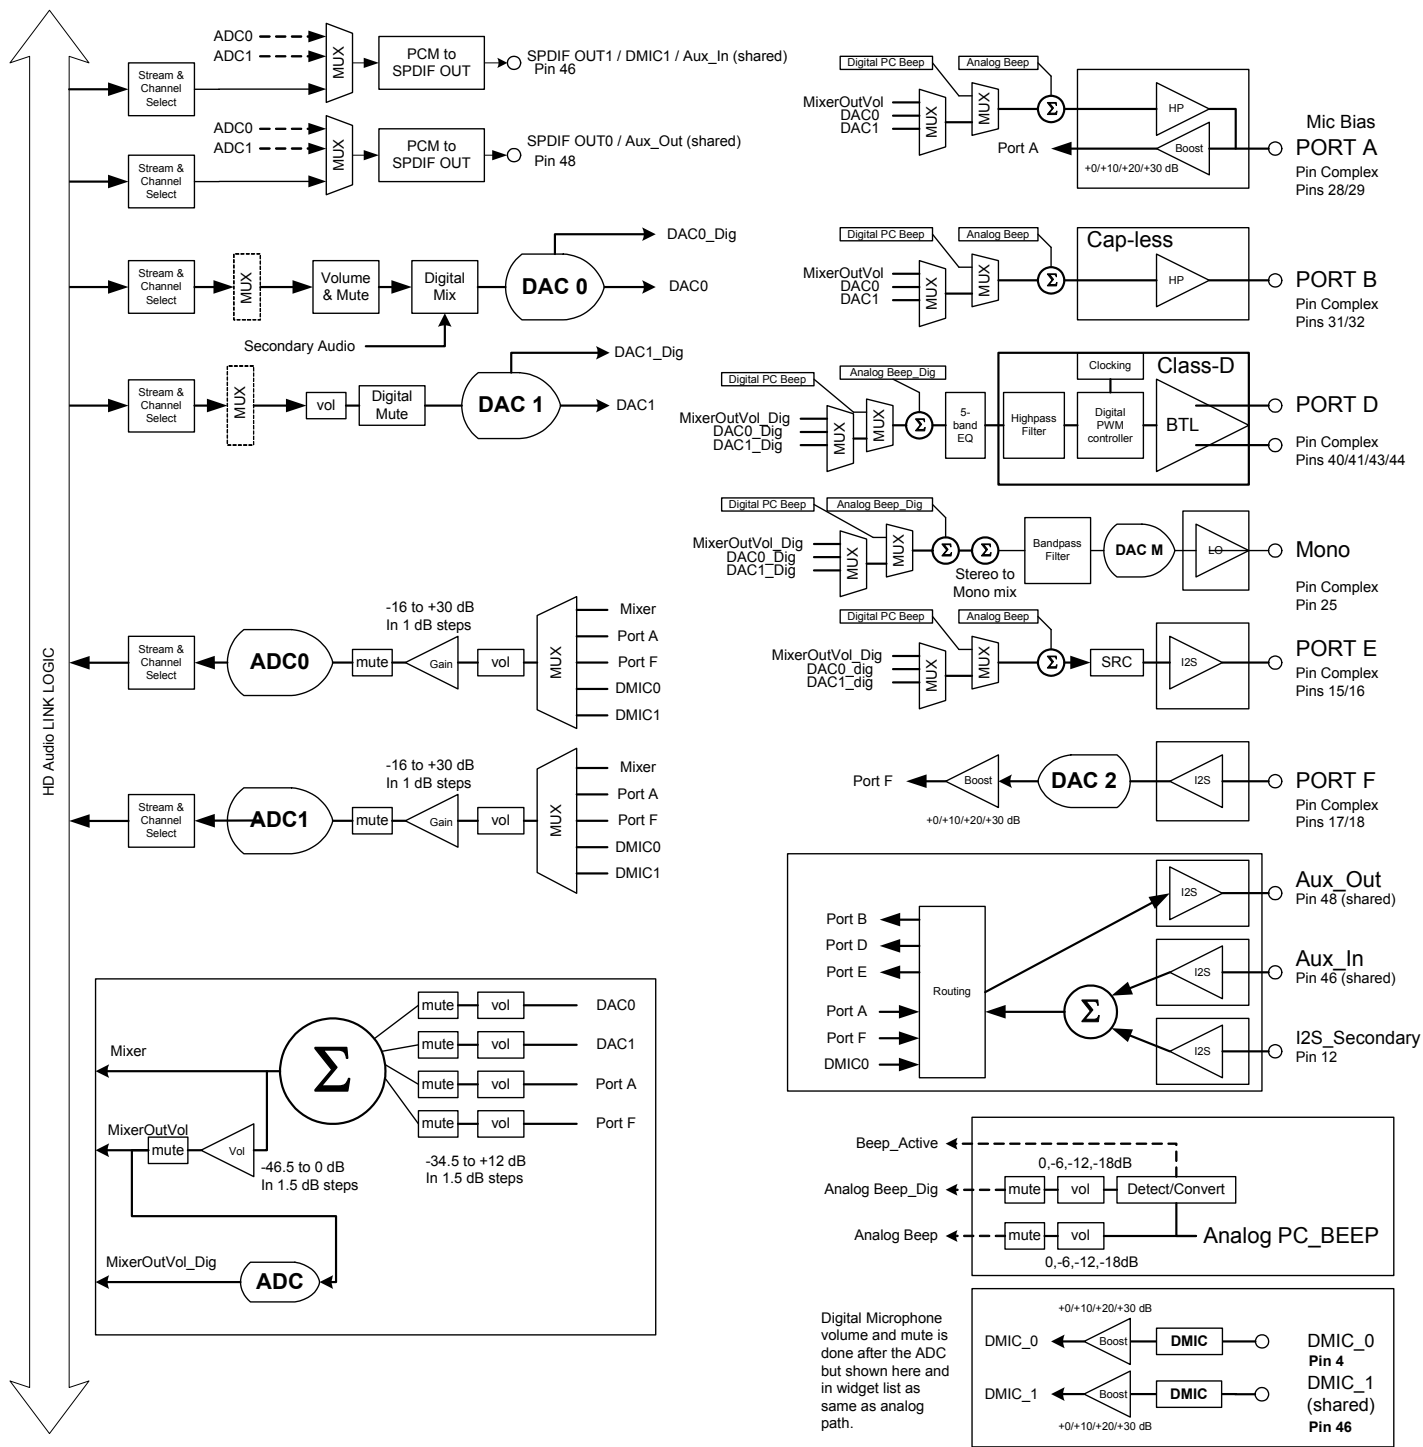 HD Audio LINK LOGIC
ADC0
ADC1
MUX
Stream &
Channel
Select
PCM to
SPDIF OUT
SPDIF OUT1 / DMIC1 / Aux_In (shared)
Pin 46
ADC0
ADC1
MUX
Stream &
Channel
Select
PCM to
SPDIF OUT
SPDIF OUT0 / Aux_Out (shared)
Pin 48
Stream &
Channel
Select
MUX
Volume
& Mute
Digital
Mix
DAC 0
DAC0_Dig
DAC0
Secondary Audio
Stream &
Channel
Select
MUX
vol
Digital
Mute
DAC 1
DAC1_Dig
DAC1
Stream &
Channel
Select
ADC0
mute
-16 to +30 dB
In 1 dB steps
Gain
vol
MUX
Mixer
Port A
Port F
DMIC0
DMIC1
Stream &
Channel
Select
ADC1
mute
-16 to +30 dB
In 1 dB steps
Gain
vol
MUX
Mixer
Port A
Port F
DMIC0
DMIC1
Mixer
MixerOutVol
mute
Vol
-46.5 to 0 dB
In 1.5 dB steps
Σ
mute
vol
DAC0
mute
vol
DAC1
mute
vol
Port A
mute
vol
Port F
-34.5 to +12 dB
In 1.5 dB steps
MixerOutVol_Dig
ADC
Digital PC Beep
Analog Beep
MixerOutVol
DAC0
DAC1
MUX
MUX
Σ
HP
Port A
Boost
+0/+10/+20/+30 dB
Mic Bias
PORT A
Pin Complex
Pins 28/29
Digital PC Beep
Analog Beep
MixerOutVol
DAC0
DAC1
MUX
MUX
Σ
Cap-less
HP
PORT B
Pin Complex
Pins 31/32
Digital PC Beep
Analog Beep_Dig
MixerOutVol_Dig
DAC0_Dig
DAC1_Dig
MUX
MUX
Σ
5-
band
EQ
Highpass
Filter
Clocking
Digital
PWM
controller
Class-D
BTL
PORT D
Pin Complex
Pins 40/41/43/44
Digital PC Beep
Analog Beep_Dig
MixerOutVol_Dig
DAC0_Dig
DAC1_Dig
MUX
MUX
Σ
Σ
Stereo to
Mono mix
Bandpass
Filter
DAC M
LO
Mono
Pin Complex
Pin 25
Digital PC Beep
Analog Beep
MixerOutVol_Dig
DAC0_dig
DAC1_dig
MUX
MUX
Σ
SRC
I2S
PORT E
Pin Complex
Pins 15/16
Port F
Boost
+0/+10/+20/+30 dB
DAC 2
I2S
PORT F
Pin Complex
Pins 17/18
Port B
Port D
Port E
Port A
Port F
DMIC0
Routing
Σ
I2S
Aux_Out
Pin 48 (shared)
I2S
Aux_In
Pin 46 (shared)
I2S
I2S_Secondary
Pin 12
Beep_Active
0,-6,-12,-18dB
Analog Beep_Dig
mute
vol
Detect/Convert
Analog Beep
mute
vol
Analog PC_BEEP
0,-6,-12,-18dB
Digital Microphone
volume and mute is
done after the ADC
but shown here and
in widget list as
same as analog
path.
+0/+10/+20/+30 dB
DMIC_0
Boost
DMIC
DMIC_0
Pin 4
DMIC_1
Boost
DMIC
DMIC_1
(shared)
Pin 46
+0/+10/+20/+30 dB